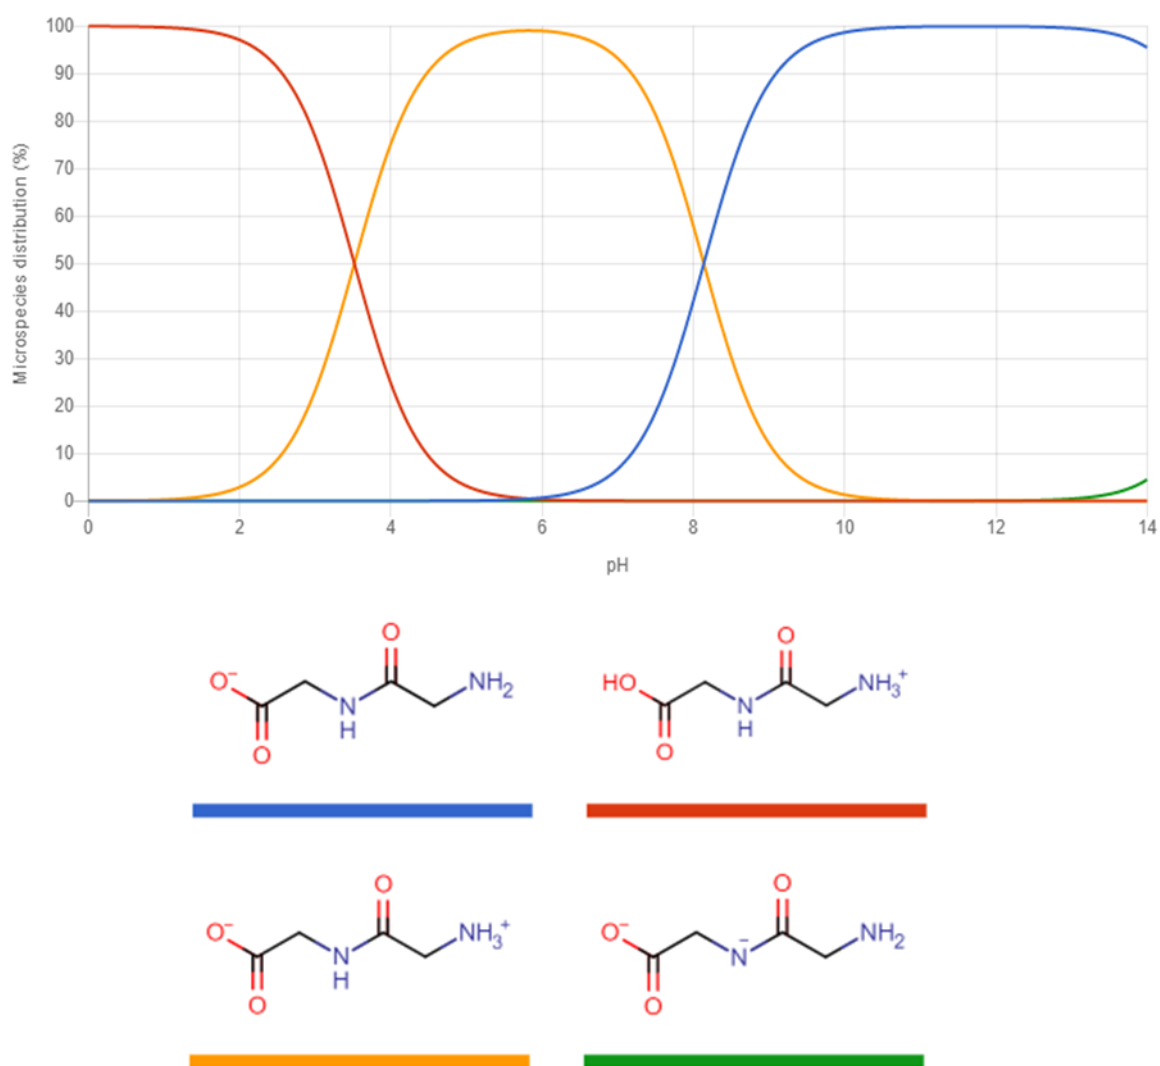 100
90
80
70
60
50
40
30
20
10
0
Microspecies distribution (%)
0 2 4 6 8 10 12 14
pH
O⁻ O N H O NH₂
HO O N H O NH₃⁺
O⁻ O N H O NH₃⁺
O⁻ O N⁻ O NH₂